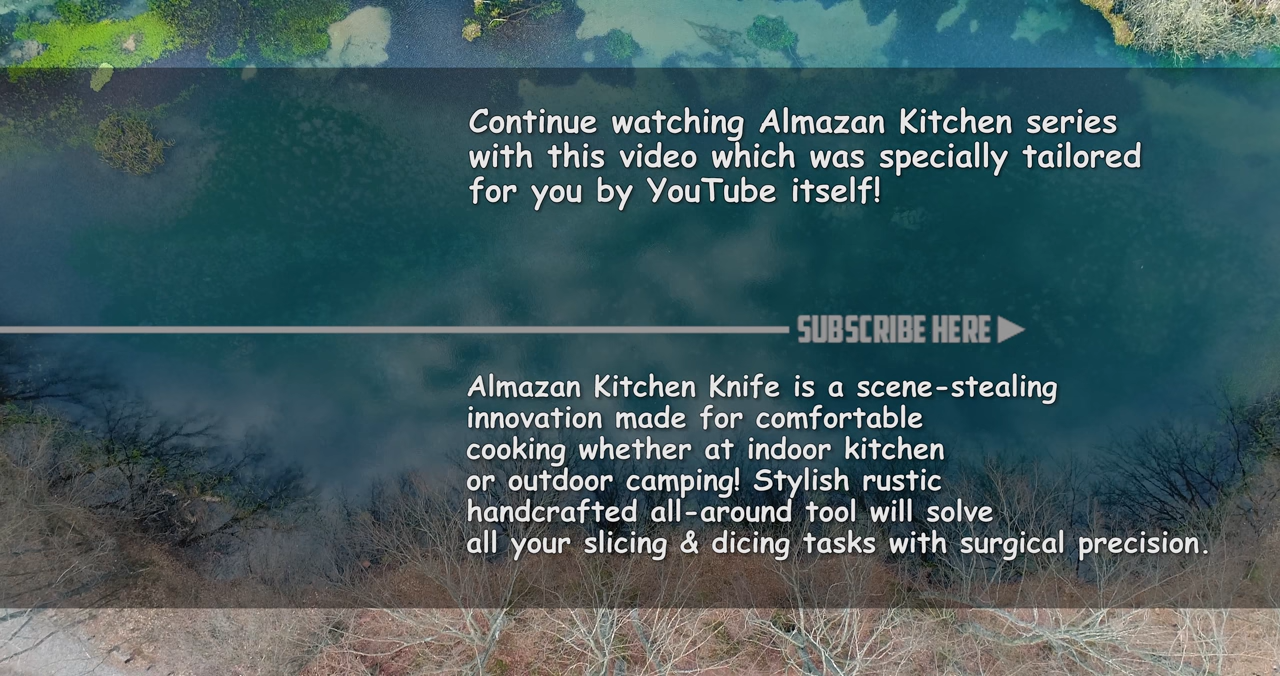 Continue watching Almazan Kitchen series
with this video which was specially tailored
for you by YouTube itself!
SUBSCRIBE HERE
Almazan Kitchen Knife is a scene-stealing
innovation made for comfortable
cooking whether at indoor kitchen
or outdoor camping! Stylish rustic
handcrafted all-around tool will solve
all your slicing & dicing tasks with surgical precision.